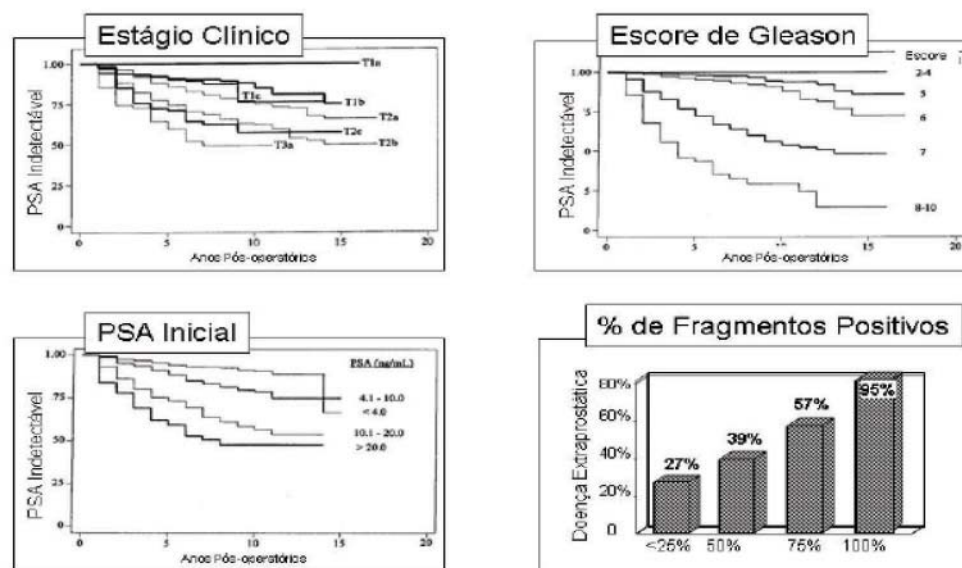 Estágio Clínico
PSA Indetectável
1.00
75
50
25
0
T1a
T1c
T1b
T2a
T2c
T2b
T3a
0
5
10
15
20
Anos Pós-operatórios
Escore de Gleason
Escore
PSA Indetectável
1.00
0
5
0
2-4
5
6
7
8-10
0
5
10
15
20
Anos Pós-operatórios
PSA Inicial
PSA Indetectável
1.00
75
50
25
0
PSA (ng/mL)
4.1 - 10.0
< 4.0
10.1 - 20.0
> 20.0
0
5
10
15
20
Anos Pós-operatórios
% de Fragmentos Positivos
Doença Extraprostática
80%
60%
40%
20%
0
27%
39%
57%
95%
<25%
50%
75%
100%